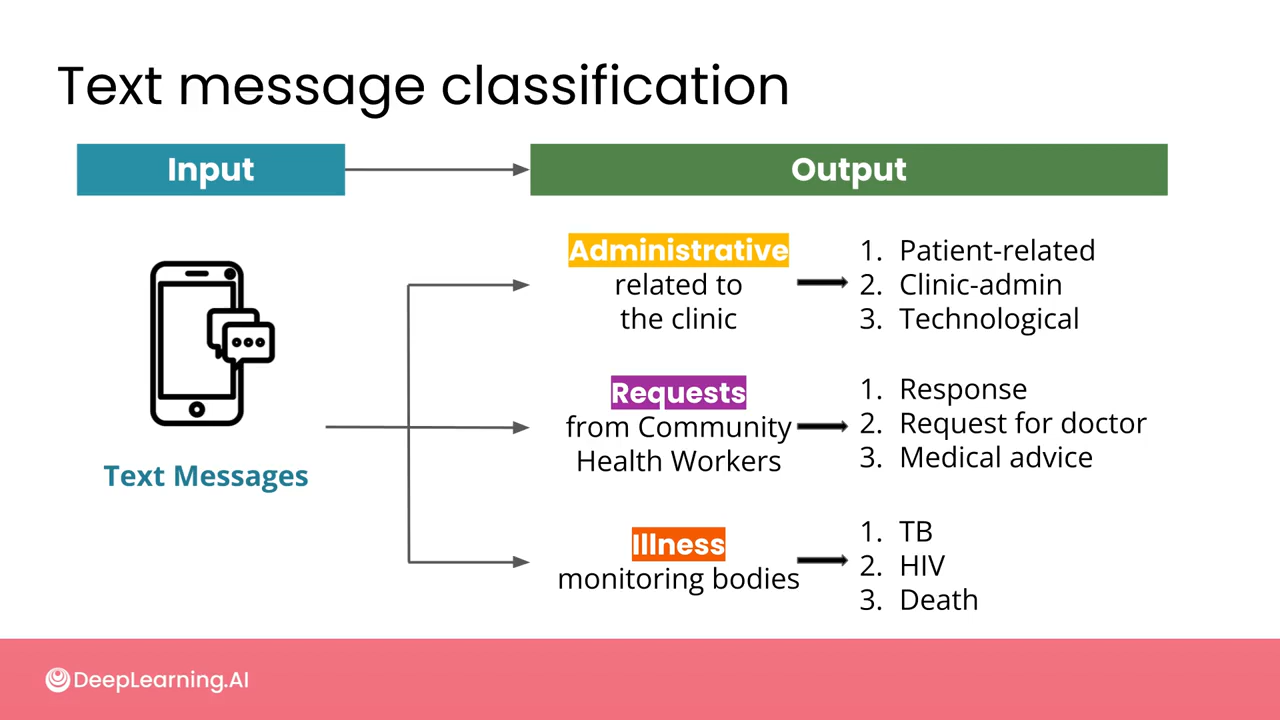 Text message classification
Input
Output
Text Messages
Administrative
related to
the clinic
1. Patient-related
2. Clinic-admin
3. Technological
Requests
from Community
Health Workers
1. Response
2. Request for doctor
3. Medical advice
Illness
monitoring bodies
1. TB
2. HIV
3. Death
DeepLearning.AI